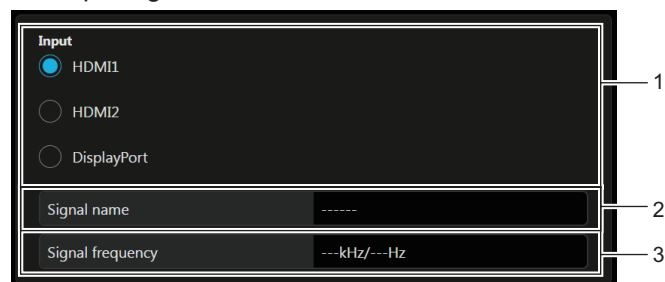 Input
HDMI1
1
HDMI2
DisplayPort
Signal name ------ 2
Signal frequency ---kHz/---Hz 3